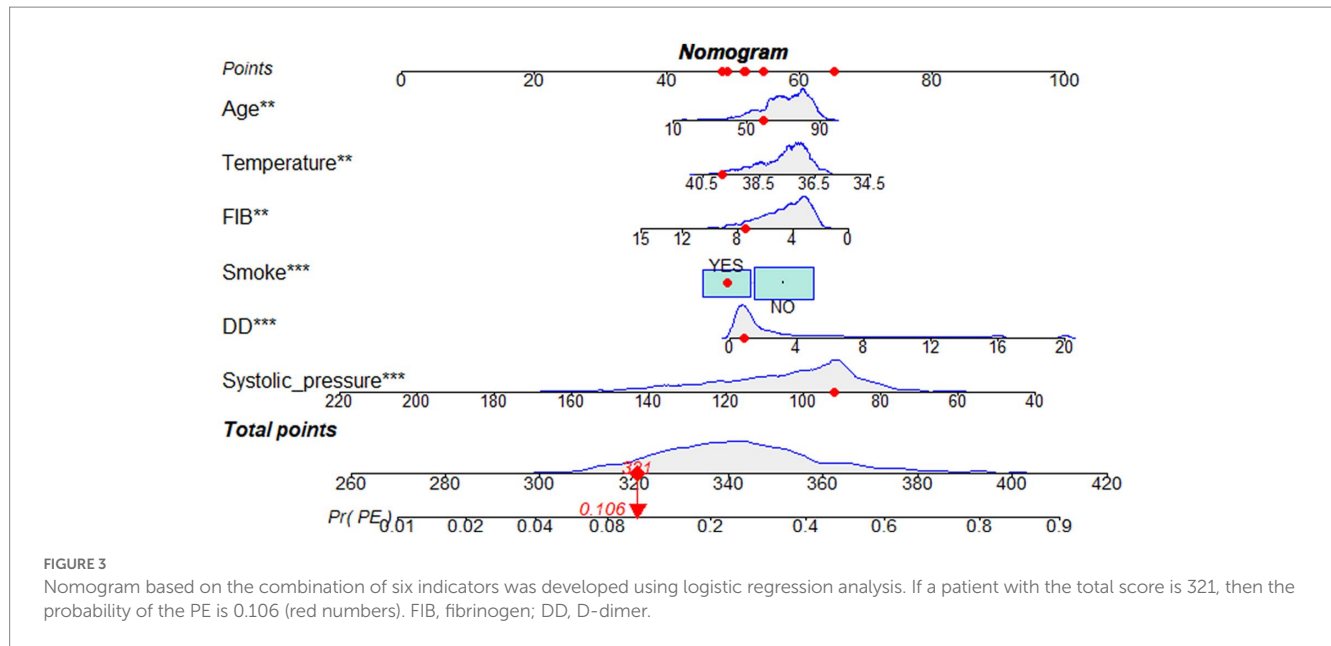 Nomogram
Points
0 20 40 60 80 100
Age**
10 50 90
Temperature**
40.5 38.5 36.5 34.5
FIB**
15 12 8 4 0
Smoke***
YES
NO
DD***
0 4 8 12 16 20
Systolic_pressure***
220 200 180 160 140 120 100 80 60 40
Total points
321
260 280 300 320 340 360 380 400 420
0.106
Pr( PE )
0.01 0.02 0.04 0.08 0.2 0.4 0.6 0.8 0.9
FIGURE 3
Nomogram based on the combination of six indicators was developed using logistic regression analysis. If a patient with the total score is 321, then the
probability of the PE is 0.106 (red numbers). FIB, fibrinogen; DD, D-dimer.